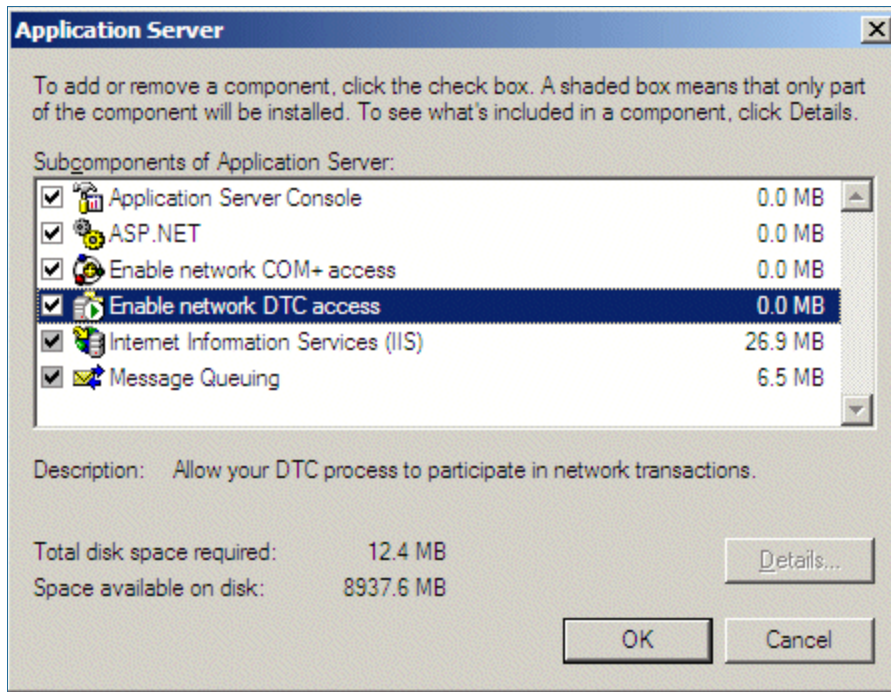 Application Server
To add or remove a component, click the check box. A shaded box means that only part
of the component will be installed. To see what's included in a component, click Details.
Subcomponents of Application Server:
Application Server Console 0.0 MB
ASP.NET 0.0 MB
Enable network COM+ access 0.0 MB
Enable network DTC access 0.0 MB
Internet Information Services (IIS) 26.9 MB
Message Queuing 6.5 MB
Description: Allow your DTC process to participate in network transactions.
Total disk space required: 12.4 MB
Details...
Space available on disk: 8937.6 MB
OK Cancel